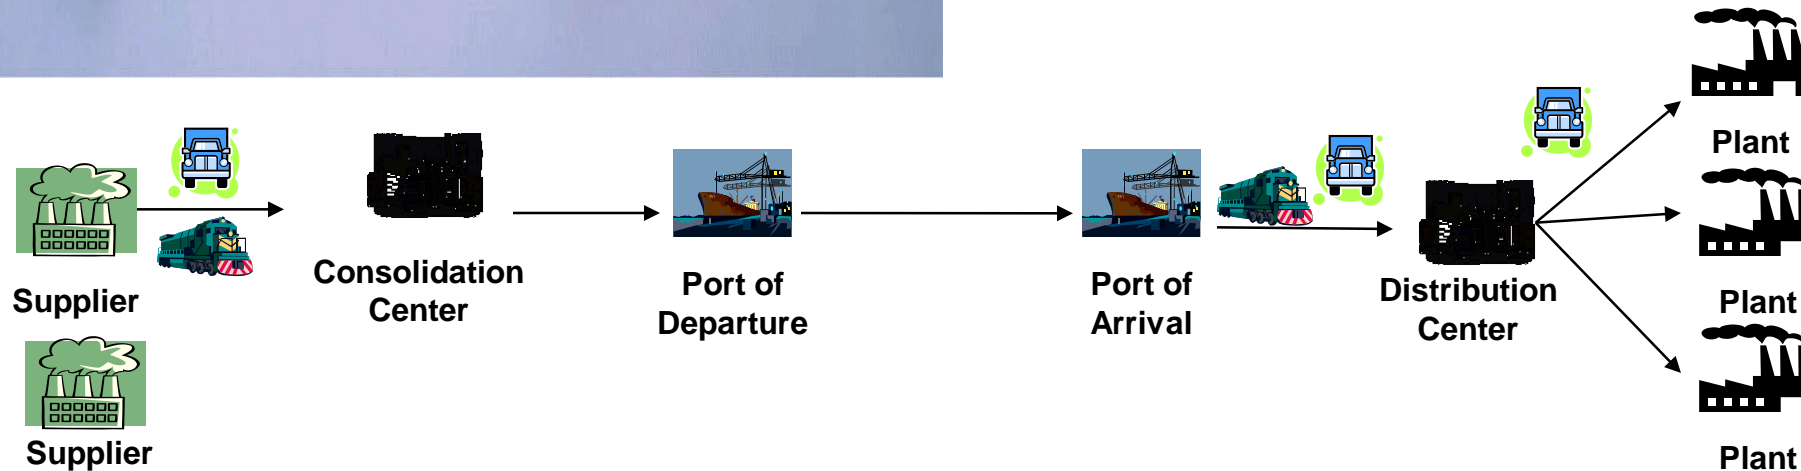 Plant
Supplier
Consolidation
Center
Port of
Departure
Port of
Arrival
Distribution
Center
Plant
Supplier
Plant